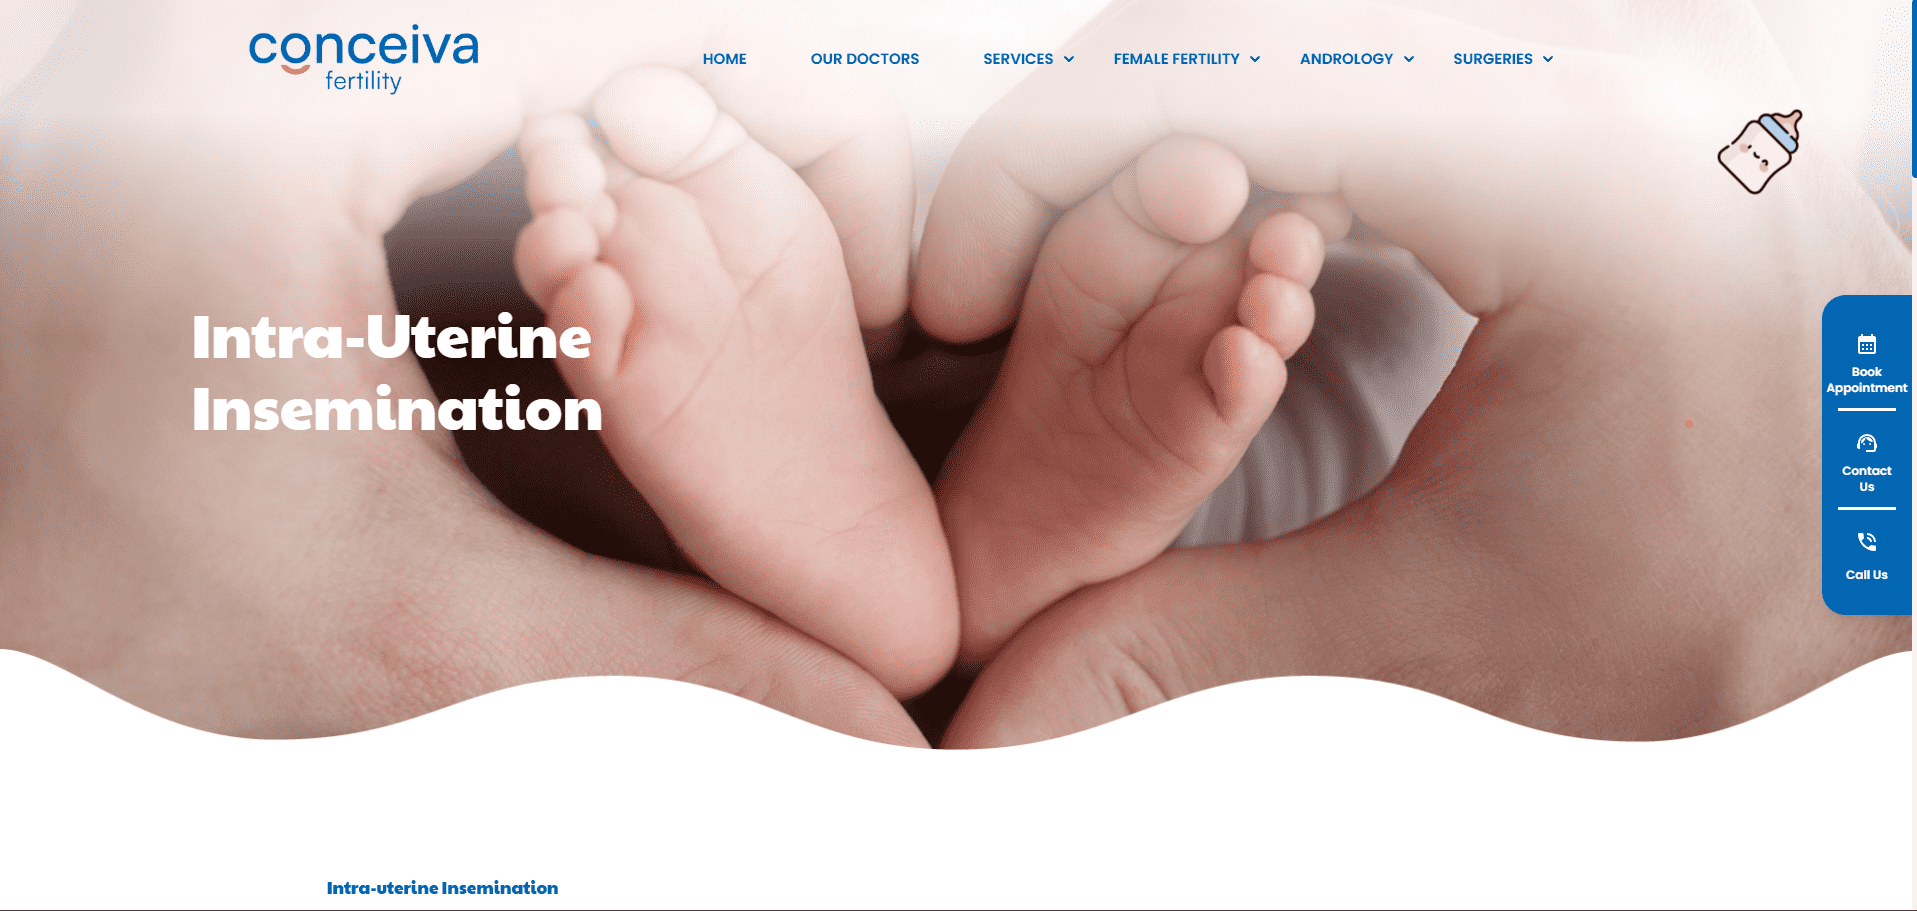 conceiva
fertility
HOME
OUR DOCTORS
SERVICES
FEMALE FERTILITY
ANDROLOGY
SURGERIES
Intra-Uterine
Insemination
Book
Appointment
Contact
Us
Call Us
Intra-uterine Insemination